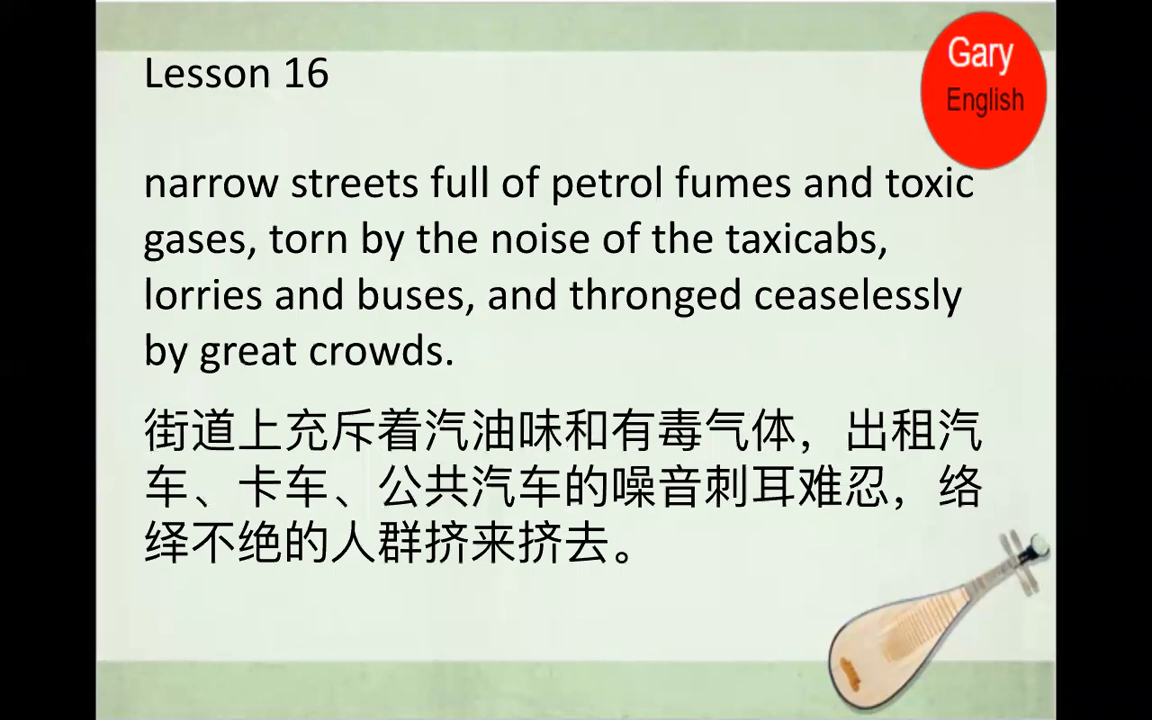 Gary
English
Lesson 16
narrow streets full of petrol fumes and toxic
gases, torn by the noise of the taxicabs,
lorries and buses, and thronged ceaselessly
by great crowds.
街道上充斥着汽油味和有毒气体，出租汽
车、卡车、公共汽车的噪音刺耳难忍，络
绎不绝的人群挤来挤去。